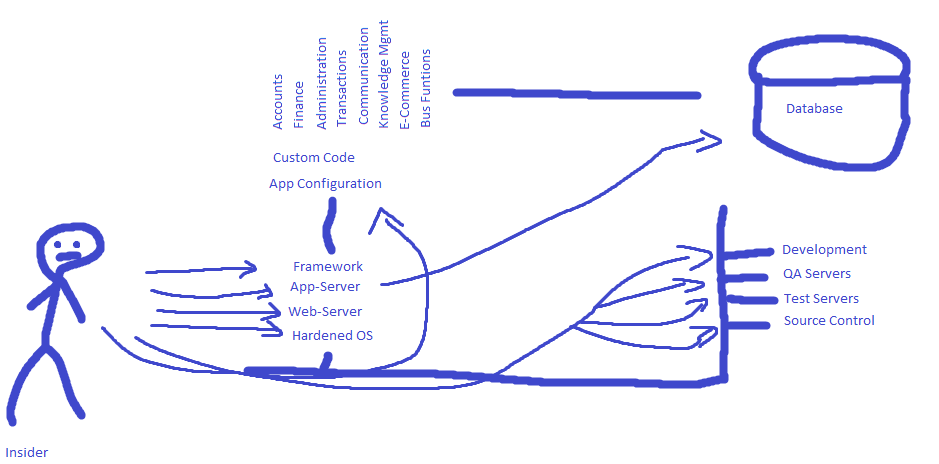 Accounts
Finance
Administration
Transactions
Communication
Knowledge Mgmt
E-Commerce
Bus Funtions
Database
Custom Code
App Configuration
Framework
App-Server
Web-Server
Hardened OS
Development
QA Servers
Test Servers
Source Control
Insider